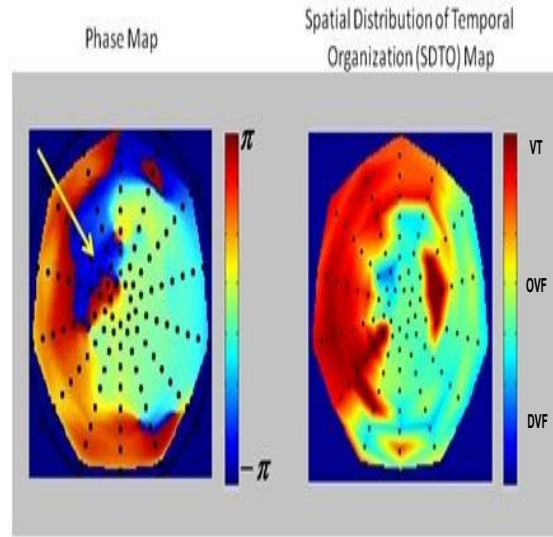 Phase Map
Spatial Distribution of Temporal
Organization (SDTO) Map
π
−π
VT
OVF
DVF